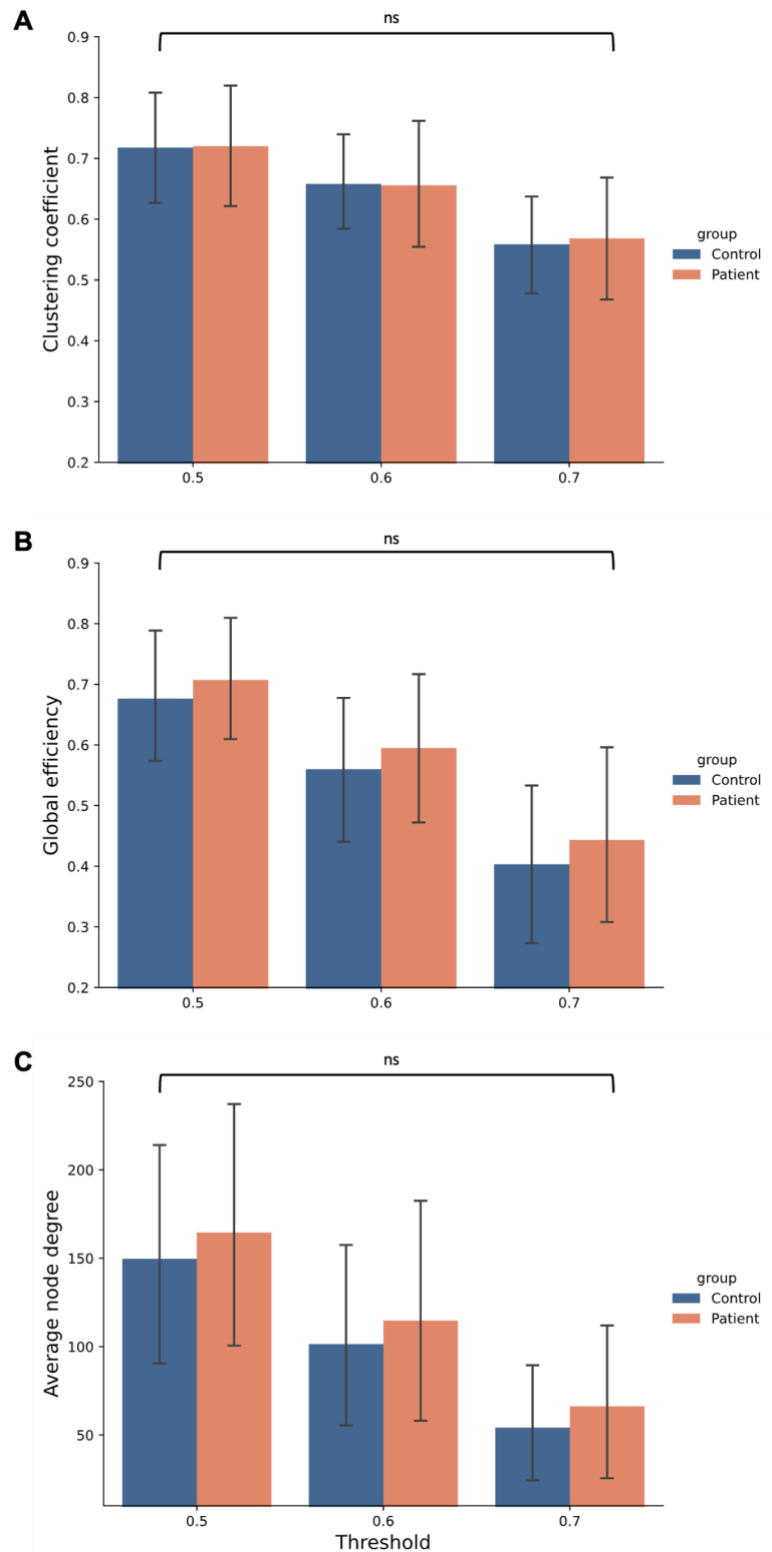 A
ns
0.9
0.8
0.7
0.6
0.5
0.4
0.3
0.2
Clustering coefficient
0.5 0.6 0.7
group
Control
Patient
B
ns
0.9
0.8
0.7
0.6
0.5
0.4
0.3
0.2
Global efficiency
0.5 0.6 0.7
group
Control
Patient
C
ns
250
200
150
100
50
Average node degree
0.5 0.6 0.7
Threshold
group
Control
Patient